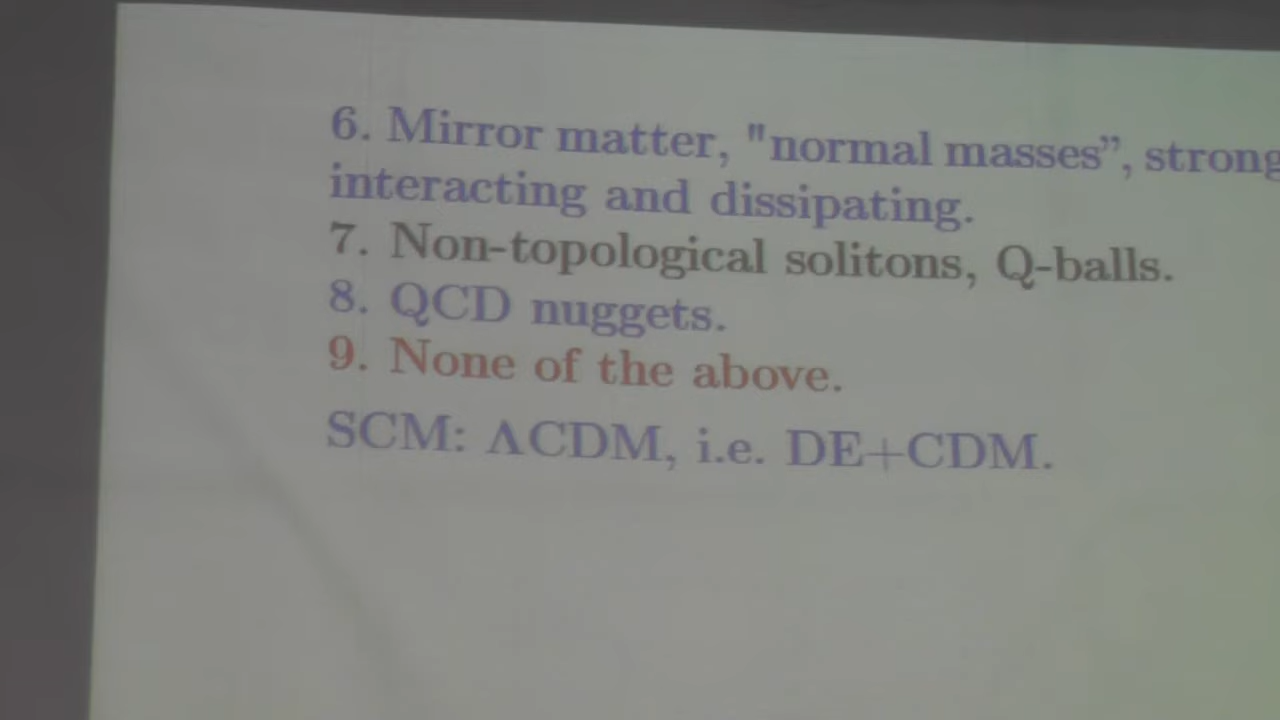 6. Mirror matter, "normal masses”, strong
interacting and dissipating.
7. Non-topological solitons, Q-balls.
8. QCD nuggets.
9. None of the above.
SCM: ΛCDM, i.e. DE+CDM.